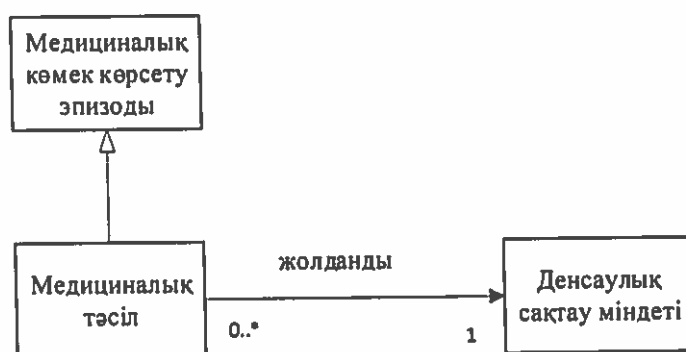 Медициналық
көмек көрсету
эпизоды
жолданды
Медициналық
тәсіл
Денсаулық
сақтау міндеті
0..*
1